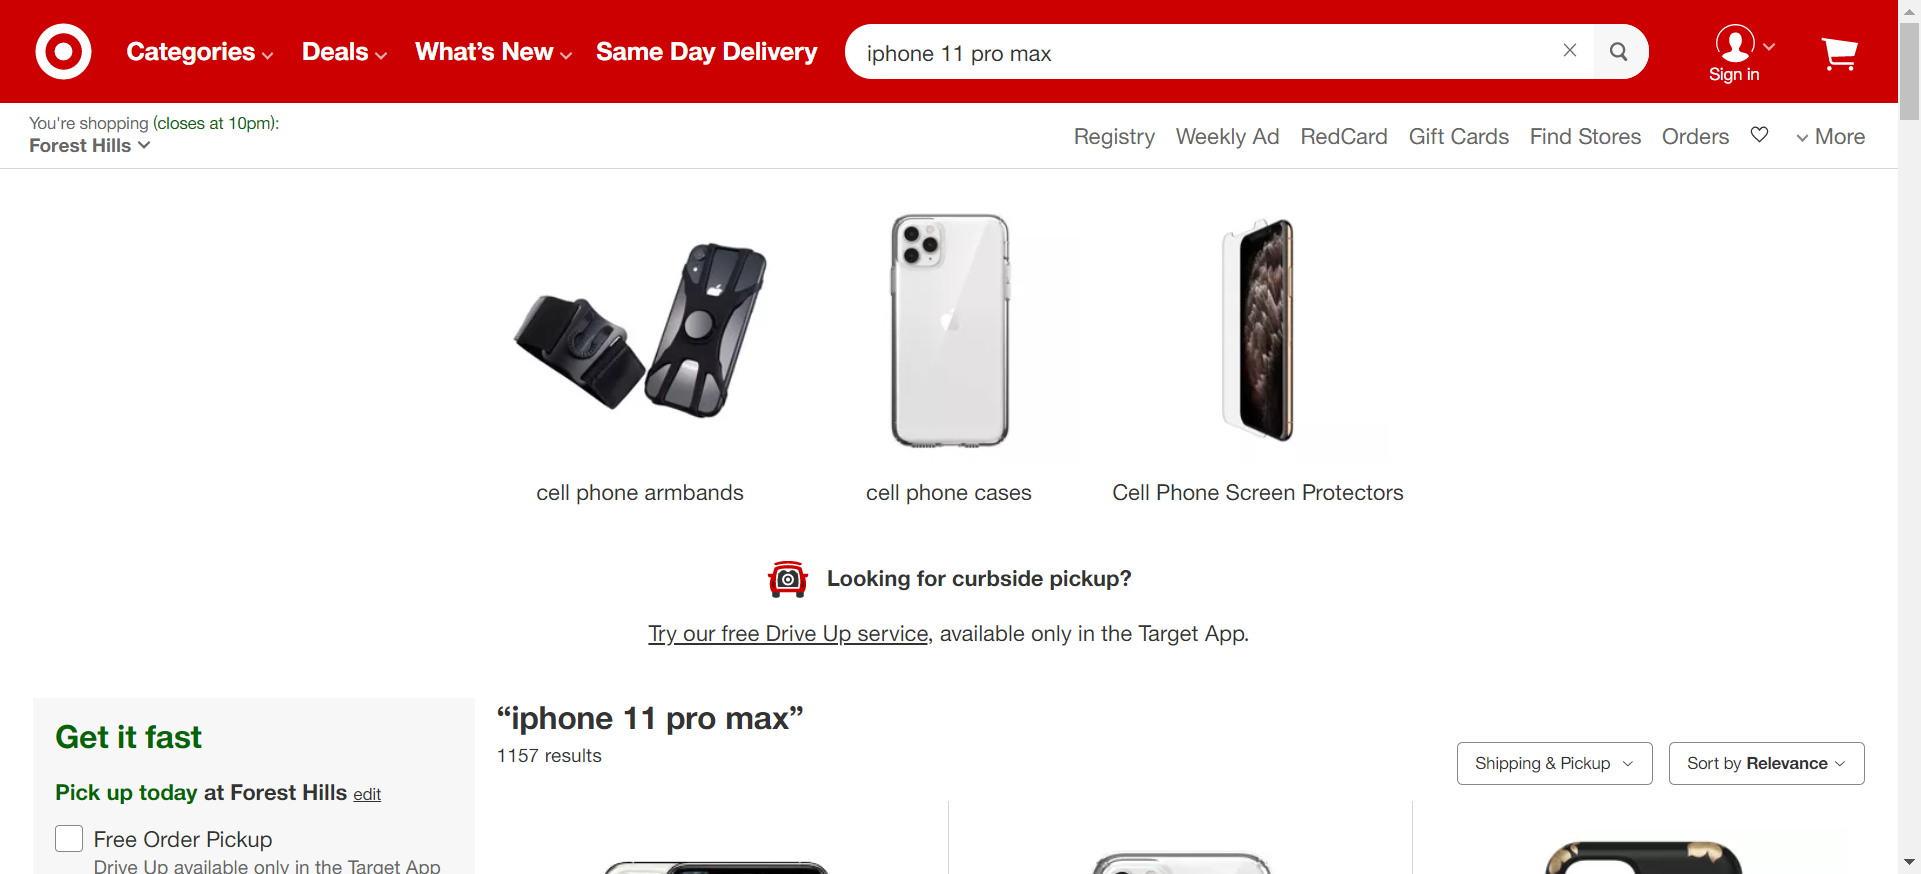 Categories Deals What's New Same Day Delivery iphone 11 pro max Sign in
You're shopping (closes at 10pm):
Forest Hills
Registry Weekly Ad RedCard Gift Cards Find Stores Orders More
cell phone armbands cell phone cases Cell Phone Screen Protectors
Looking for curbside pickup?
Try our free Drive Up service, available only in the Target App.
Get it fast
Pick up today at Forest Hills edit
Free Order Pickup
Drive Up available only in the Target App
“iphone 11 pro max”
1157 results
Shipping & Pickup Sort by Relevance